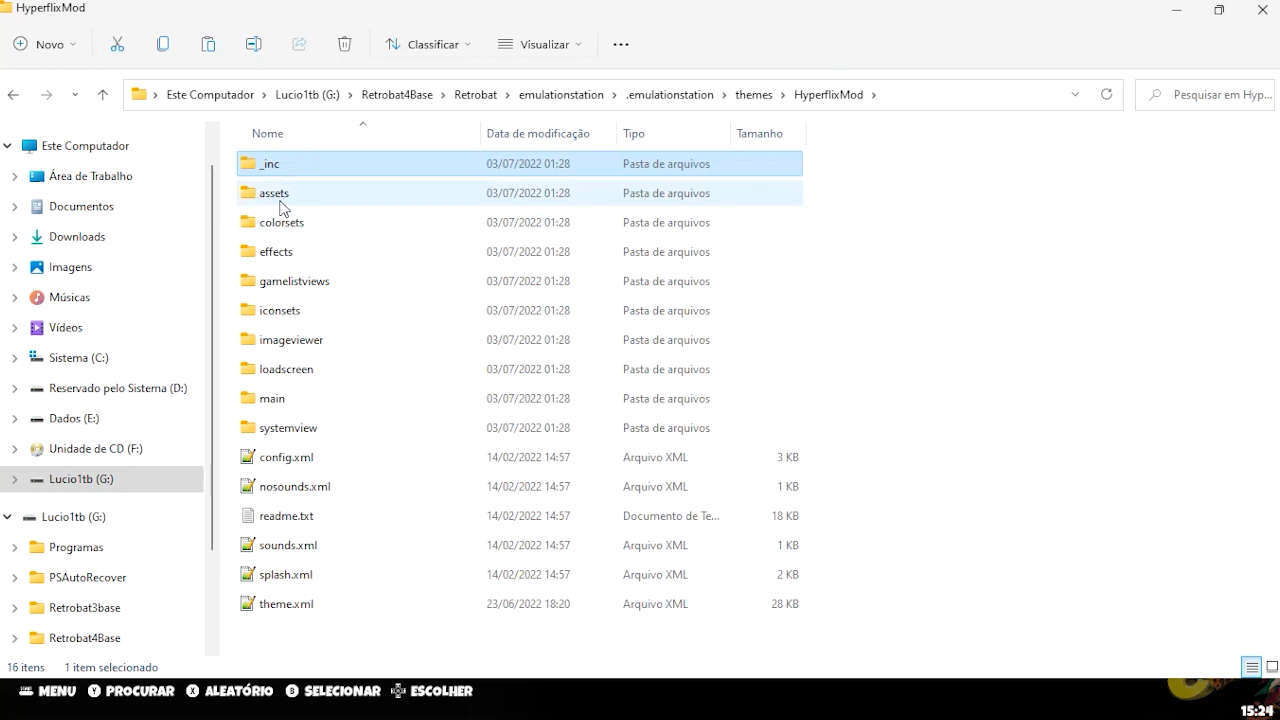 HyperflixMod
Novo
Classificar
Visualizar
Este Computador > Lucio1tb (G:) > Retrobat4Base > Retrobat > emulationstation > .emulationstation > themes > HyperflixMod >
Pesquisar em Hyp...
Nome Data de modificação Tipo Tamanho
Este Computador
Área de Trabalho
Documentos
Downloads
Imagens
Músicas
Vídeos
Sistema (C:)
Reservado pelo Sistema (D:)
Dados (E:)
Unidade de CD (F:)
Lucio1tb (G:)
Lucio1tb (G:)
Programas
PSAutoRecover
Retrobat3base
Retrobat4Base
_inc 03/07/2022 01:28 Pasta de arquivos
assets 03/07/2022 01:28 Pasta de arquivos
colorsets 03/07/2022 01:28 Pasta de arquivos
effects 03/07/2022 01:28 Pasta de arquivos
gamelistviews 03/07/2022 01:28 Pasta de arquivos
iconsets 03/07/2022 01:28 Pasta de arquivos
imageviewer 03/07/2022 01:28 Pasta de arquivos
loadscreen 03/07/2022 01:28 Pasta de arquivos
main 03/07/2022 01:28 Pasta de arquivos
systemview 03/07/2022 01:28 Pasta de arquivos
config.xml 14/02/2022 14:57 Arquivo XML 3 KB
nosounds.xml 14/02/2022 14:57 Arquivo XML 1 KB
readme.txt 14/02/2022 14:57 Documento de Te... 18 KB
sounds.xml 14/02/2022 14:57 Arquivo XML 1 KB
splash.xml 14/02/2022 14:57 Arquivo XML 2 KB
theme.xml 23/06/2022 18:20 Arquivo XML 28 KB
16 itens 1 item selecionado
MENU Y PROCURAR X ALEATÓRIO B SELECIONAR ESCOLHER
15:24